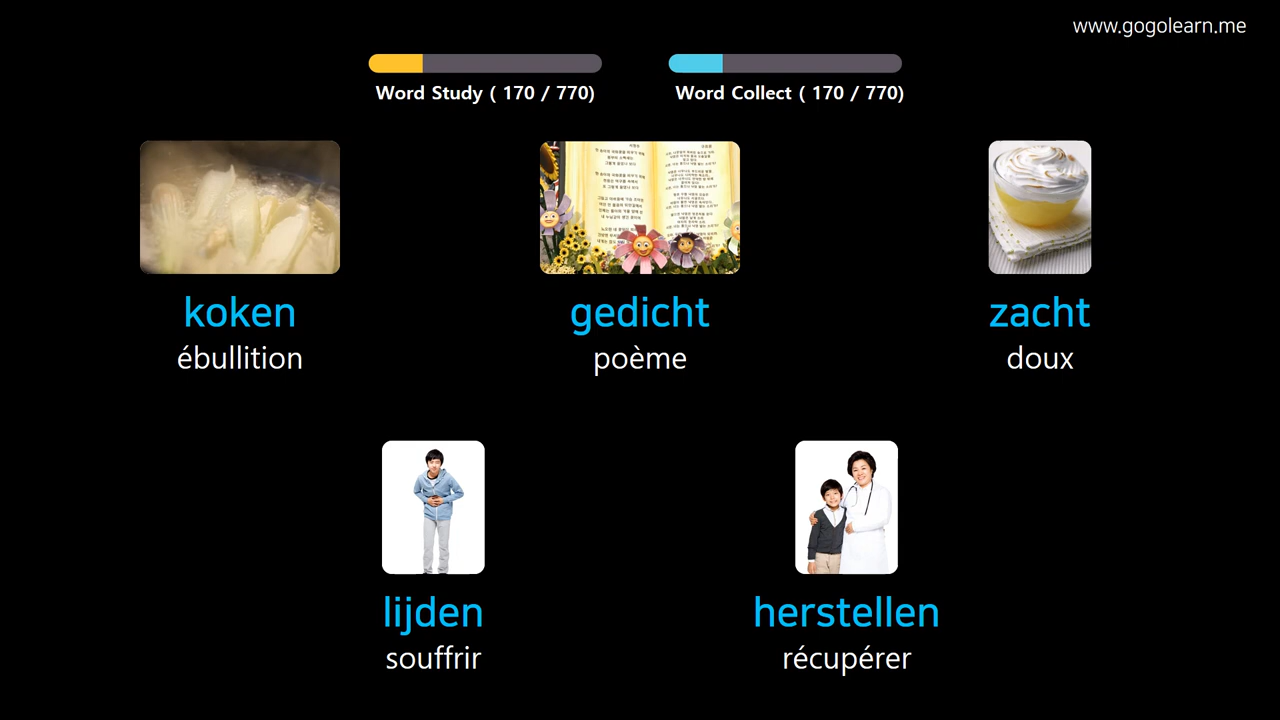 www.gogolearn.me
Word Study ( 170 / 770)
Word Collect ( 170 / 770)
koken
ébullition
gedicht
poème
zacht
doux
lijden
souffrir
herstellen
récupérer